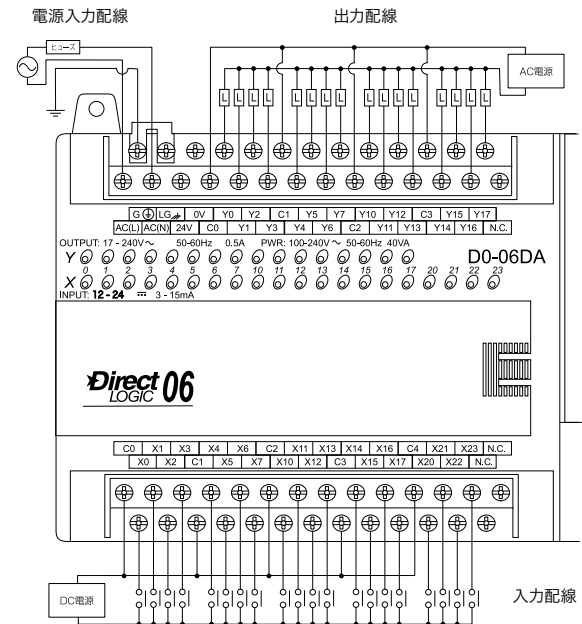 電源入力配線 出力配線
ヒューズ
AC電源
L L L L L L L L L L L L L L L L
G LG 0V Y0 Y2 C1 Y5 Y7 Y10 Y12 C3 Y15 Y17
AC(L) AC(N) 24V C0 Y1 Y3 Y4 Y6 C2 Y11 Y13 Y14 Y16 N.C.
OUTPUT: 17 - 240V～ 50-60Hz 0.5A PWR: 100-240V～ 50-60Hz 40VA
Y D0-06DA
0 1 2 3 4 5 6 7 10 11 12 13 14 15 16 17 20 21 22 23
X
INPUT: 12 - 24 ⎓ 3 - 15mA
Direct 06
LOGIC
C0 X1 X3 X4 X6 C2 X11 X13 X14 X16 C4 X21 X23 N.C.
X0 X2 C1 X5 X7 X10 X12 C3 X15 X17 X20 X22 N.C.
DC電源
入力配線